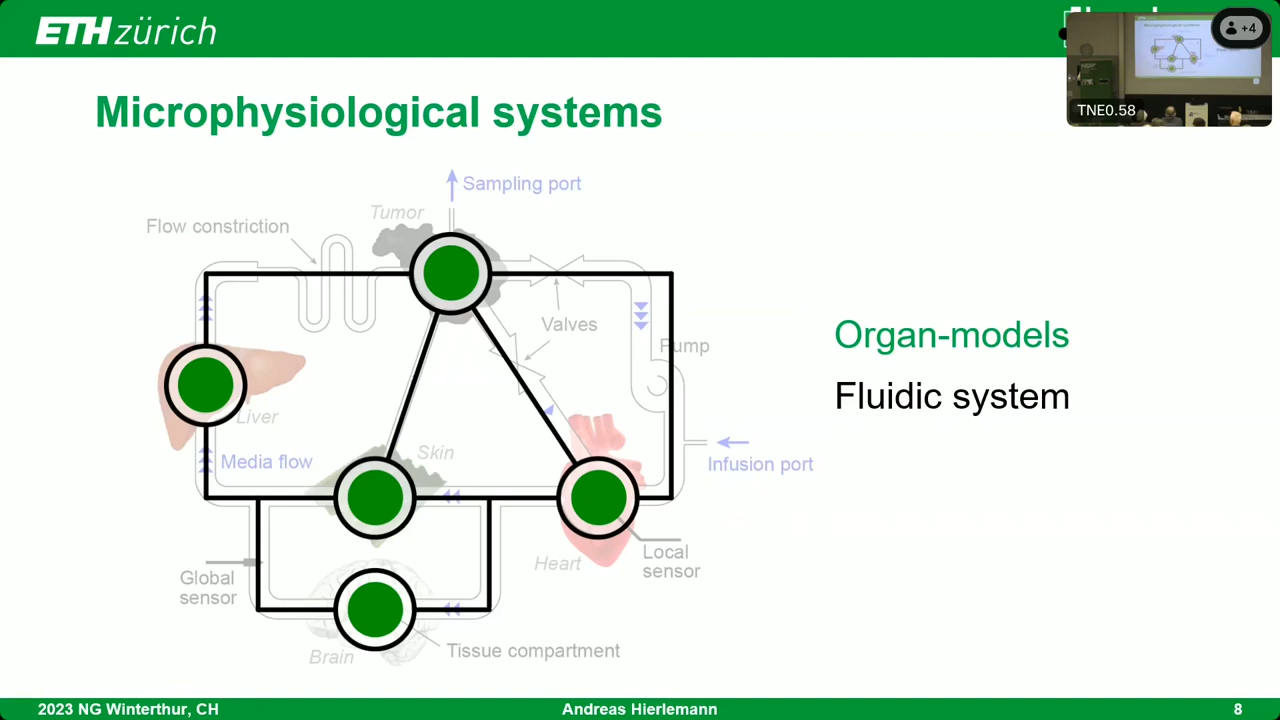 ETH zürich
+4
TNE0.58
Microphysiological systems
Sampling port
Tumor
Flow constriction
Valves
Pump
Organ-models
Fluidic system
Liver
Skin
Media flow
Infusion port
Heart
Local
sensor
Global
sensor
Brain
Tissue compartment
2023 NG Winterthur, CH
Andreas Hierlemann
8